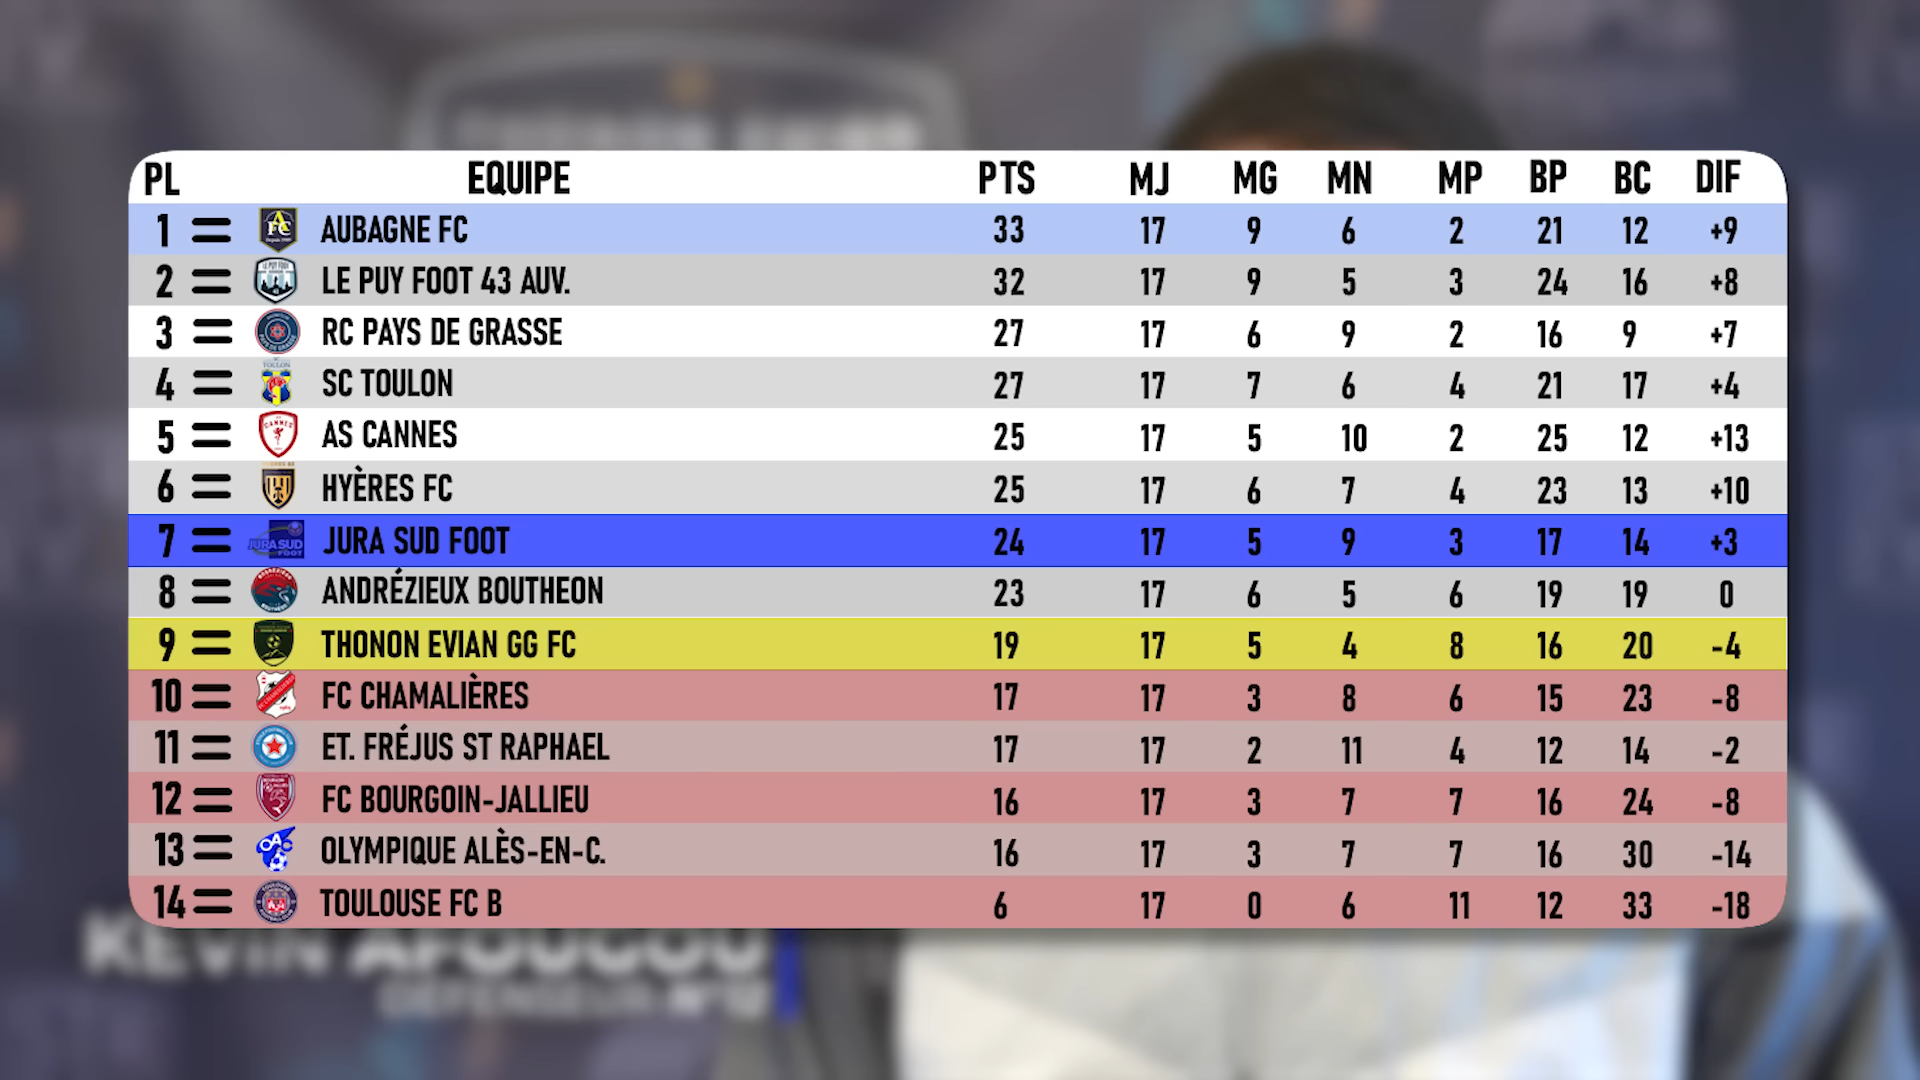 PL EQUIPE PTS MJ MG MN MP BP BC DIF
1 = AUBAGNE FC 33 17 9 6 2 21 12 +9
2 = LE PUY FOOT 43 AUV. 32 17 9 5 3 24 16 +8
3 = RC PAYS DE GRASSE 27 17 6 9 2 16 9 +7
4 = SC TOULON 27 17 7 6 4 21 17 +4
5 = AS CANNES 25 17 5 10 2 25 12 +13
6 = HYÈRES FC 25 17 6 7 4 23 13 +10
7 = JURA SUD FOOT 24 17 5 9 3 17 14 +3
8 = ANDRÉZIEUX BOUTHEON 23 17 6 5 6 19 19 0
9 = THONON EVIAN GG FC 19 17 5 4 8 16 20 -4
10 = FC CHAMALIÈRES 17 17 3 8 6 15 23 -8
11 = ET. FRÉJUS ST RAPHAEL 17 17 2 11 4 12 14 -2
12 = FC BOURGOIN-JALLIEU 16 17 3 7 7 16 24 -8
13 = OLYMPIQUE ALÈS-EN-C. 16 17 3 7 7 16 30 -14
14 = TOULOUSE FC B 6 17 0 6 11 12 33 -18
KEVIN APOUGOU
DÉFENSEUR N°12